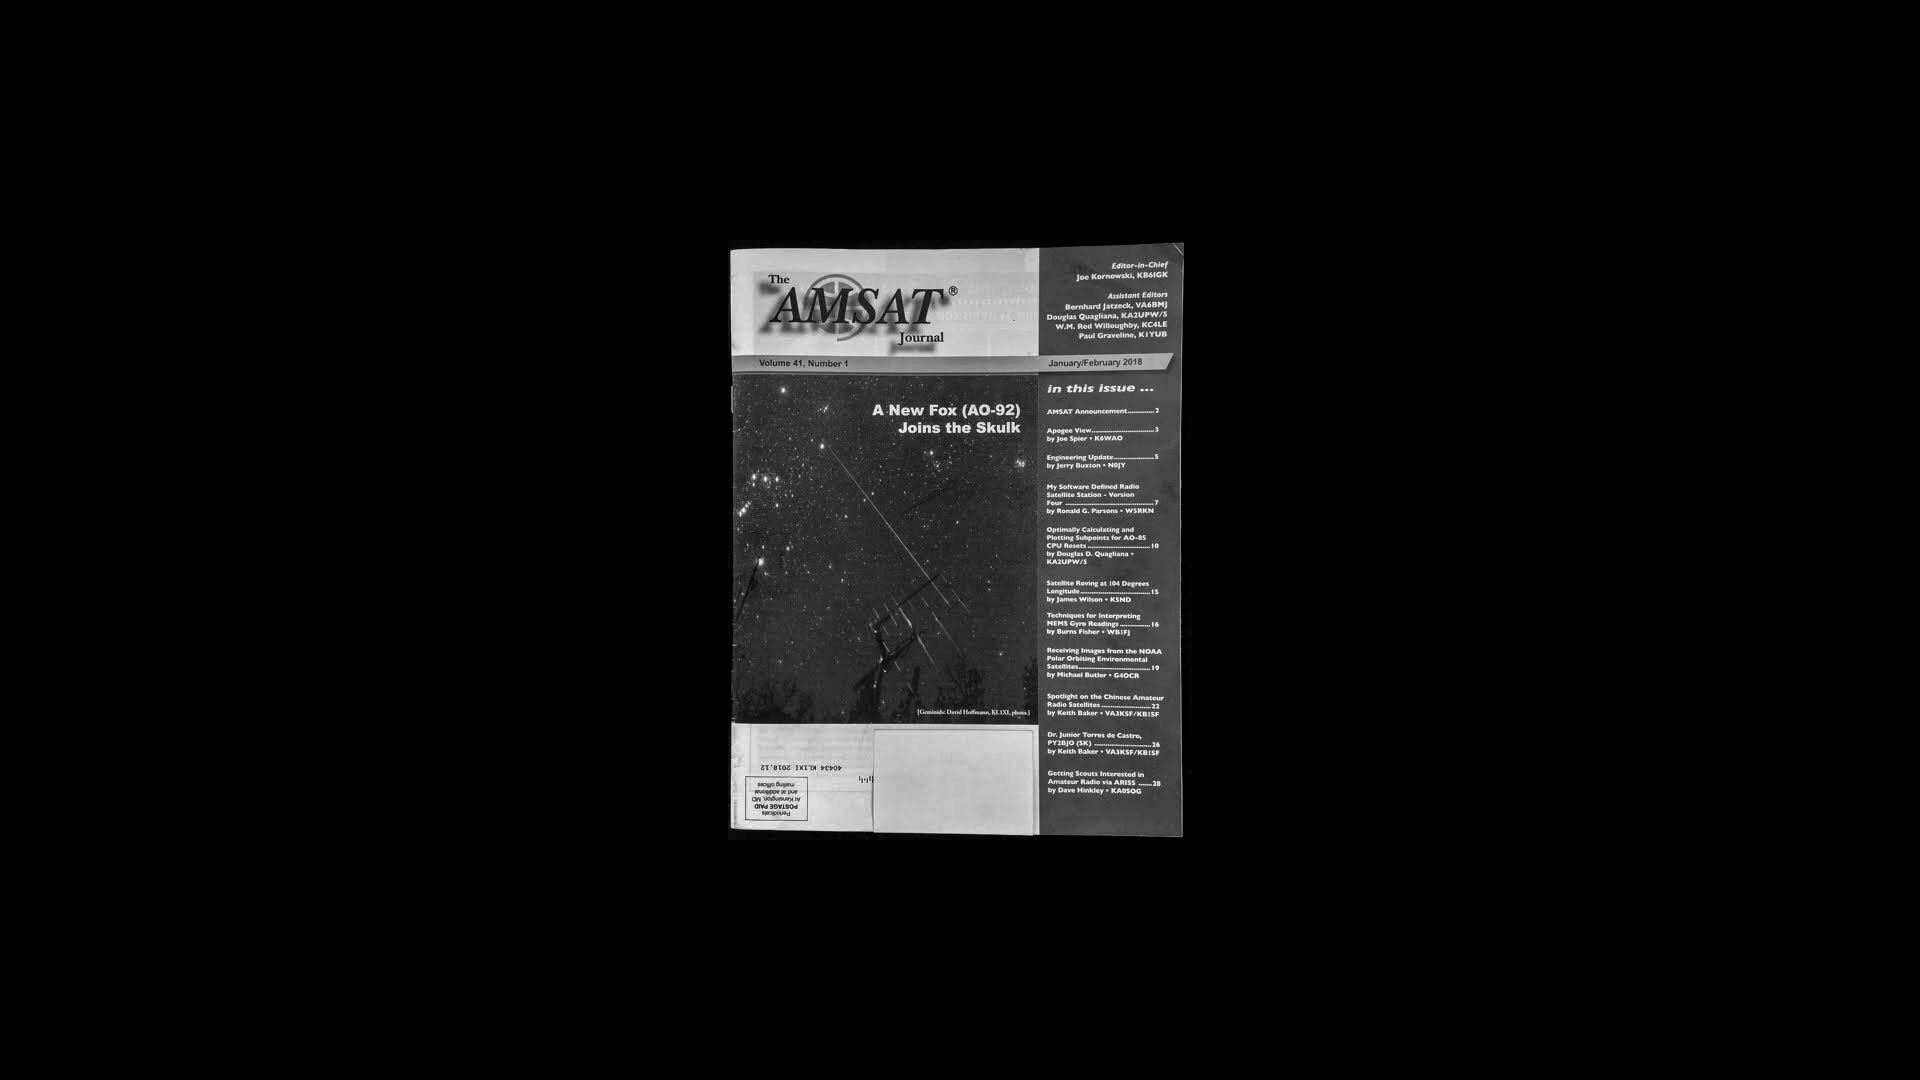 The
AMSAT®
Journal
Editor-in-Chief
Joe Kornowski, KB6IGK
Assistant Editors
Bernhard Jatzeck, VA6BMJ
Douglas Quagliana, KA2UPW/5
W.M. Red Willoughby, KC4LE
Paul Graveline, K1YUB
Volume 41, Number 1
January/February 2018
A New Fox (AO-92)
Joins the Skulk
[Geminids: David Hoffmann, KL1XI, photo.]
in this issue ...
AMSAT Announcement.............2
Apogee View...............................3
by Joe Spier • K6WAO
Engineering Update....................5
by Jerry Buxton • N0JY
My Software Defined Radio
Satellite Station - Version
Four ............................................7
by Ronald G. Parsons • W5RKN
Optimally Calculating and
Plotting Subpoints for AO-85
CPU Resets ...............................10
by Douglas D. Quagliana •
KA2UPW/5
Satellite Roving at 104 Degrees
Longitude...................................15
by James Wilson • K5ND
Techniques for Interpreting
MEMS Gyro Readings ...............16
by Burns Fisher • WB1FJ
Receiving Images from the NOAA
Polar Orbiting Environmental
Satellites....................................19
by Michael Butler • G4OCR
Spotlight on the Chinese Amateur
Radio Satellites .........................22
by Keith Baker • VA3KSF/KB1SF
Dr. Junior Torres de Castro,
PY2BJO (SK) .............................26
by Keith Baker • VA3KSF/KB1SF
Getting Scouts Interested in
Amateur Radio via ARISS .......28
by Dave Hinkley • KA0SOG
Periodicals
POSTAGE PAID
At Kensington, MD
and at additional
mailing offices
40434 KL1XI 2018.12